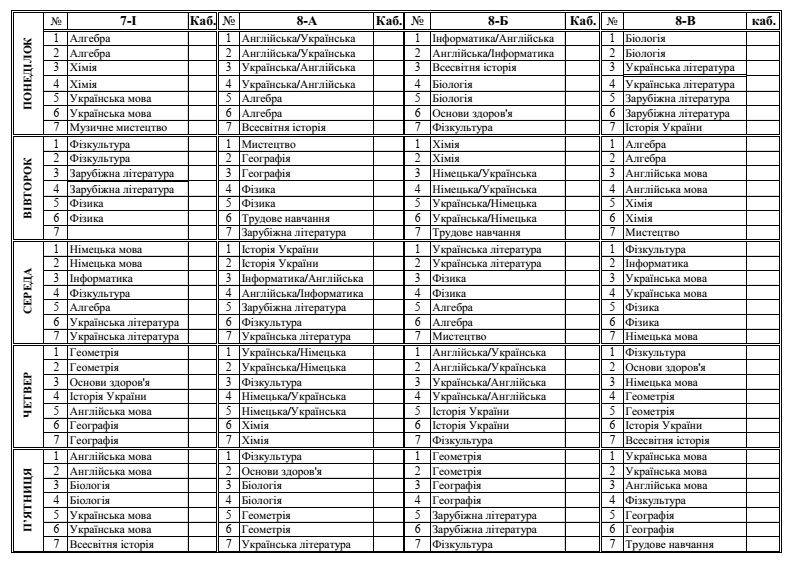 № 7-І Каб. № 8-А Каб. № 8-Б Каб. № 8-В каб.
ПОНЕДІЛОК
1 Алгебра 1 Англійська/Українська 1 Інформатика/Англійська 1 Біологія
2 Алгебра 2 Англійська/Українська 2 Англійська/Інформатика 2 Біологія
3 Хімія 3 Українська/Англійська 3 Всесвітня історія 3 Українська література
4 Хімія 4 Українська/Англійська 4 Біологія 4 Українська література
5 Українська мова 5 Алгебра 5 Біологія 5 Зарубіжна література
6 Українська мова 6 Алгебра 6 Основи здоров'я 6 Зарубіжна література
7 Музичне мистецтво 7 Всесвітня історія 7 Фізкультура 7 Історія України
ВІВТОРОК
1 Фізкультура 1 Мистецтво 1 Хімія 1 Алгебра
2 Фізкультура 2 Географія 2 Хімія 2 Алгебра
3 Зарубіжна література 3 Географія 3 Німецька/Українська 3 Англійська мова
4 Зарубіжна література 4 Фізика 4 Німецька/Українська 4 Англійська мова
5 Фізика 5 Фізика 5 Українська/Німецька 5 Хімія
6 Фізика 6 Трудове навчання 6 Українська/Німецька 6 Хімія
7 7 Зарубіжна література 7 Трудове навчання 7 Мистецтво
СЕРЕДА
1 Німецька мова 1 Історія України 1 Українська література 1 Фізкультура
2 Німецька мова 2 Історія України 2 Українська література 2 Інформатика
3 Інформатика 3 Інформатика/Англійська 3 Фізика 3 Українська мова
4 Фізкультура 4 Англійська/Інформатика 4 Фізика 4 Українська мова
5 Алгебра 5 Зарубіжна література 5 Алгебра 5 Фізика
6 Українська література 6 Фізкультура 6 Алгебра 6 Фізика
7 Українська література 7 Українська література 7 Мистецтво 7 Німецька мова
ЧЕТВЕР
1 Геометрія 1 Українська/Німецька 1 Англійська/Українська 1 Фізкультура
2 Геометрія 2 Українська/Німецька 2 Англійська/Українська 2 Основи здоров'я
3 Основи здоров'я 3 Фізкультура 3 Українська/Англійська 3 Німецька мова
4 Історія України 4 Німецька/Українська 4 Українська/Англійська 4 Геометрія
5 Англійська мова 5 Німецька/Українська 5 Історія України 5 Геометрія
6 Географія 6 Хімія 6 Історія України 6 Історія України
7 Географія 7 Хімія 7 Фізкультура 7 Всесвітня історія
П'ЯТНИЦЯ
1 Англійська мова 1 Фізкультура 1 Геометрія 1 Українська мова
2 Англійська мова 2 Основи здоров'я 2 Геометрія 2 Українська мова
3 Біологія 3 Біологія 3 Географія 3 Англійська мова
4 Біологія 4 Біологія 4 Географія 4 Фізкультура
5 Українська мова 5 Геометрія 5 Зарубіжна література 5 Географія
6 Українська мова 6 Геометрія 6 Зарубіжна література 6 Географія
7 Всесвітня історія 7 Українська література 7 Фізкультура 7 Трудове навчання